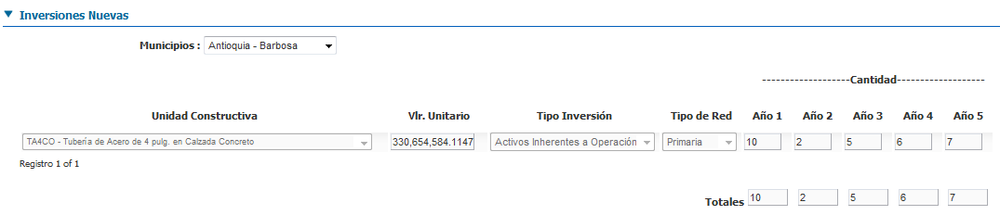 Inversiones Nuevas
Municipios : Antioquia - Barbosa
-------------------Cantidad-------------------
Unidad Constructiva Vlr. Unitario Tipo Inversión Tipo de Red Año 1 Año 2 Año 3 Año 4 Año 5
TA4CO - Tubería de Acero de 4 pulg. en Calzada Concreto 330,654,584.1147 Activos Inherentes a Operación Primaria 10 2 5 6 7
Registro 1 of 1
Totales 10 2 5 6 7